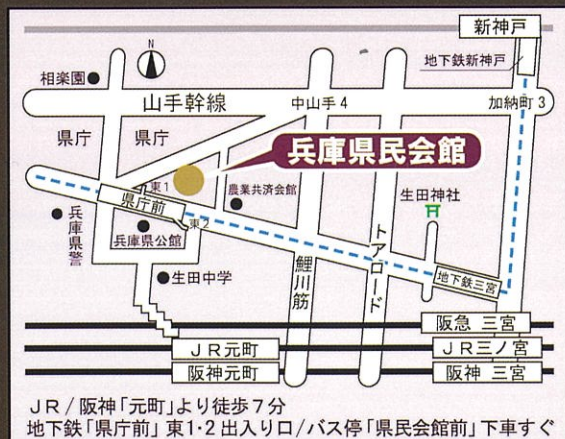 新神戸
地下鉄新神戸
N
相楽園
山手幹線
中山手4
加納町3
県庁
県庁
兵庫県民会館
東1
県庁前
東2
農業共済会館
生田神社
兵庫県警
兵庫県公館
生田中学
鯉川筋
トアロード
地下鉄三宮
阪急 三宮
JR元町
JR三ノ宮
阪神元町
阪神 三宮
JR/阪神「元町」より徒歩7分
地下鉄「県庁前」東1・2出入り口/バス停「県民会館前」下車すぐ